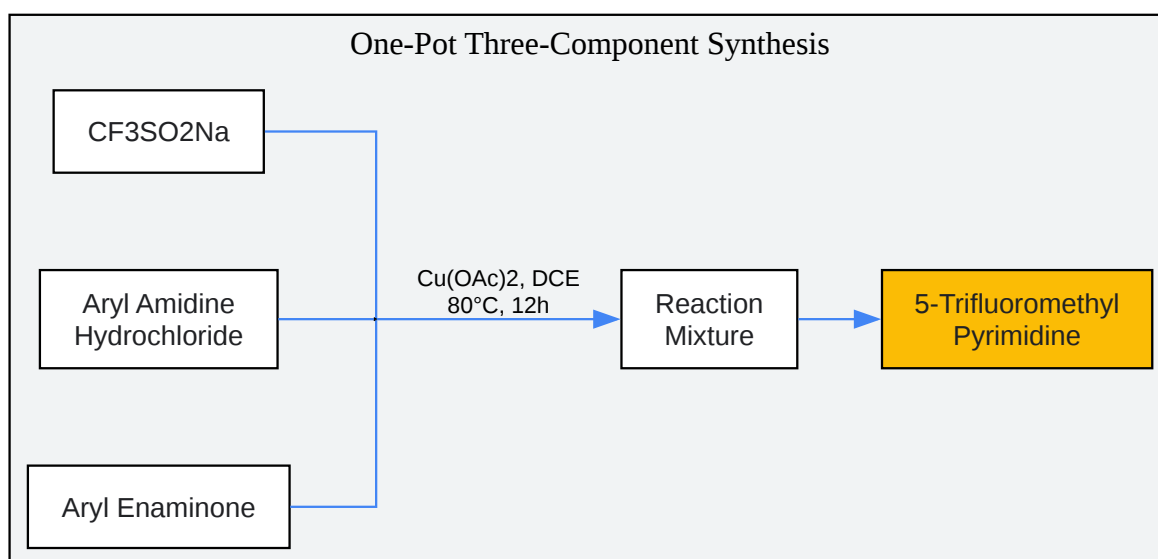 One-Pot Three-Component Synthesis
CF3SO2Na
Aryl Amidine
Hydrochloride
Cu(OAc)2, DCE
80°C, 12h
Reaction
Mixture
5-Trifluoromethyl
Pyrimidine
Aryl Enaminone